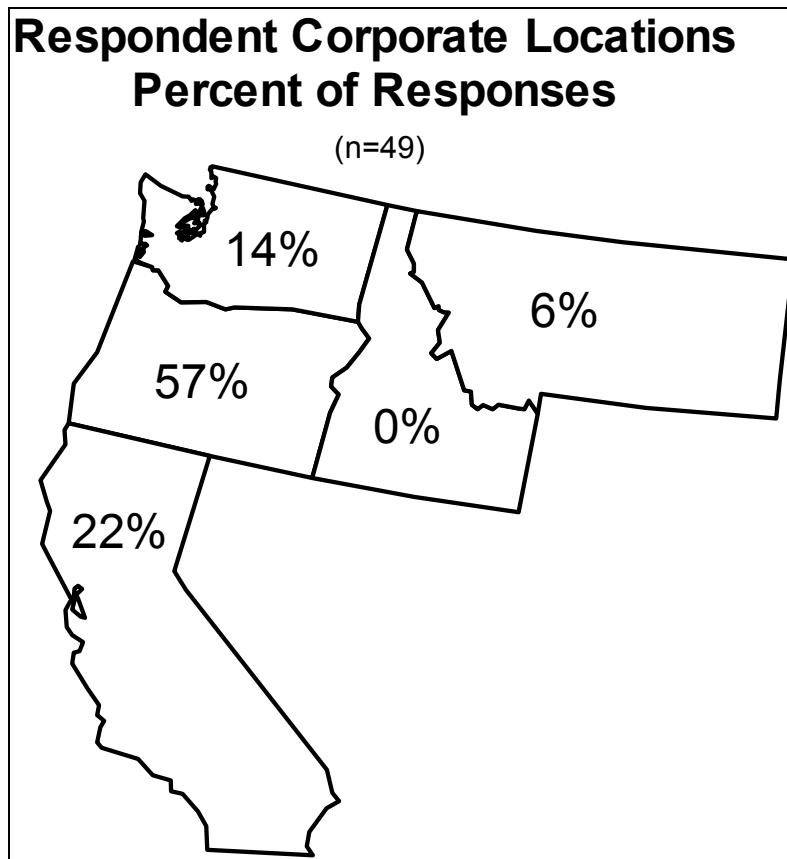 Respondent Corporate Locations
Percent of Responses
(n=49)
14%
6%
57%
0%
22%